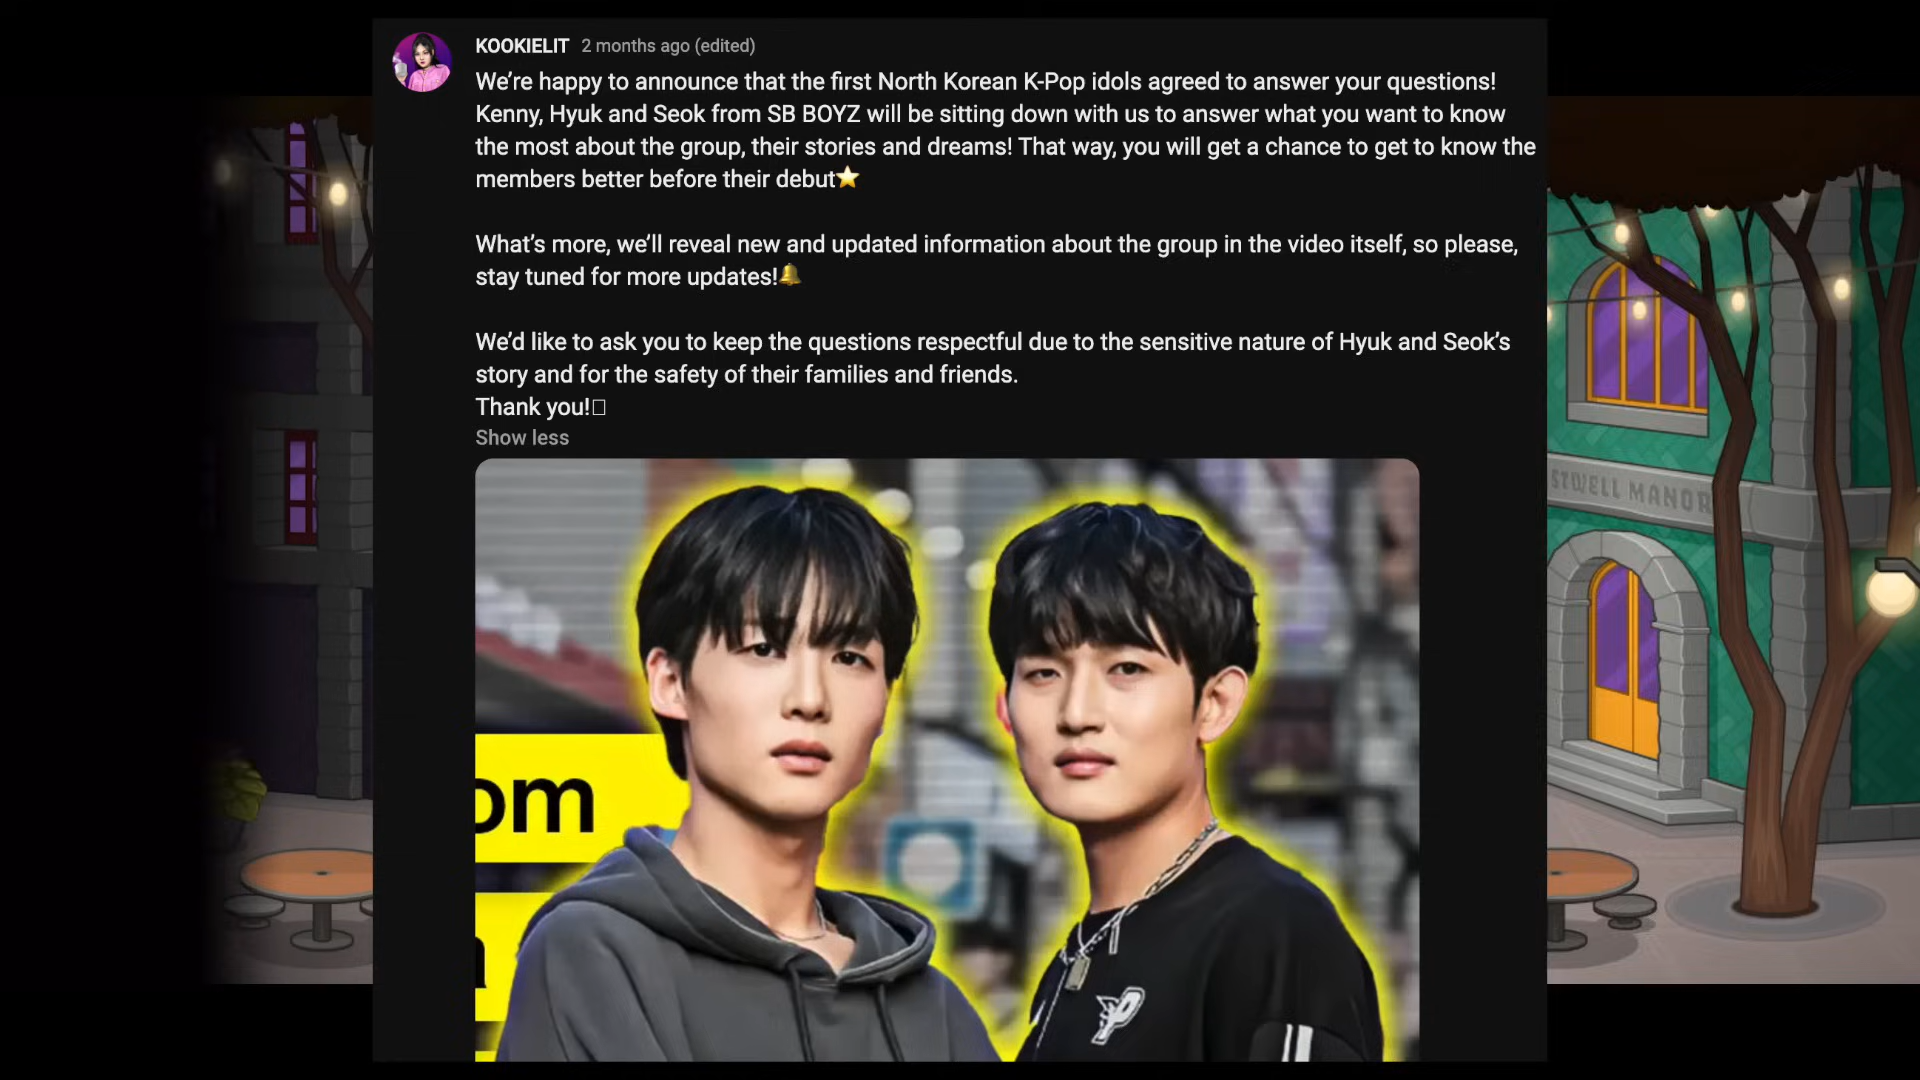 KOOKIELIT 2 months ago (edited)
We're happy to announce that the first North Korean K-Pop idols agreed to answer your questions!
Kenny, Hyuk and Seok from SB BOYZ will be sitting down with us to answer what you want to know
the most about the group, their stories and dreams! That way, you will get a chance to get to know the
members better before their debut⭐
What's more, we'll reveal new and updated information about the group in the video itself, so please,
stay tuned for more updates!🔔
We'd like to ask you to keep the questions respectful due to the sensitive nature of Hyuk and Seok's
story and for the safety of their families and friends.
Thank you!
Show less
STWELL MANOR
om
P